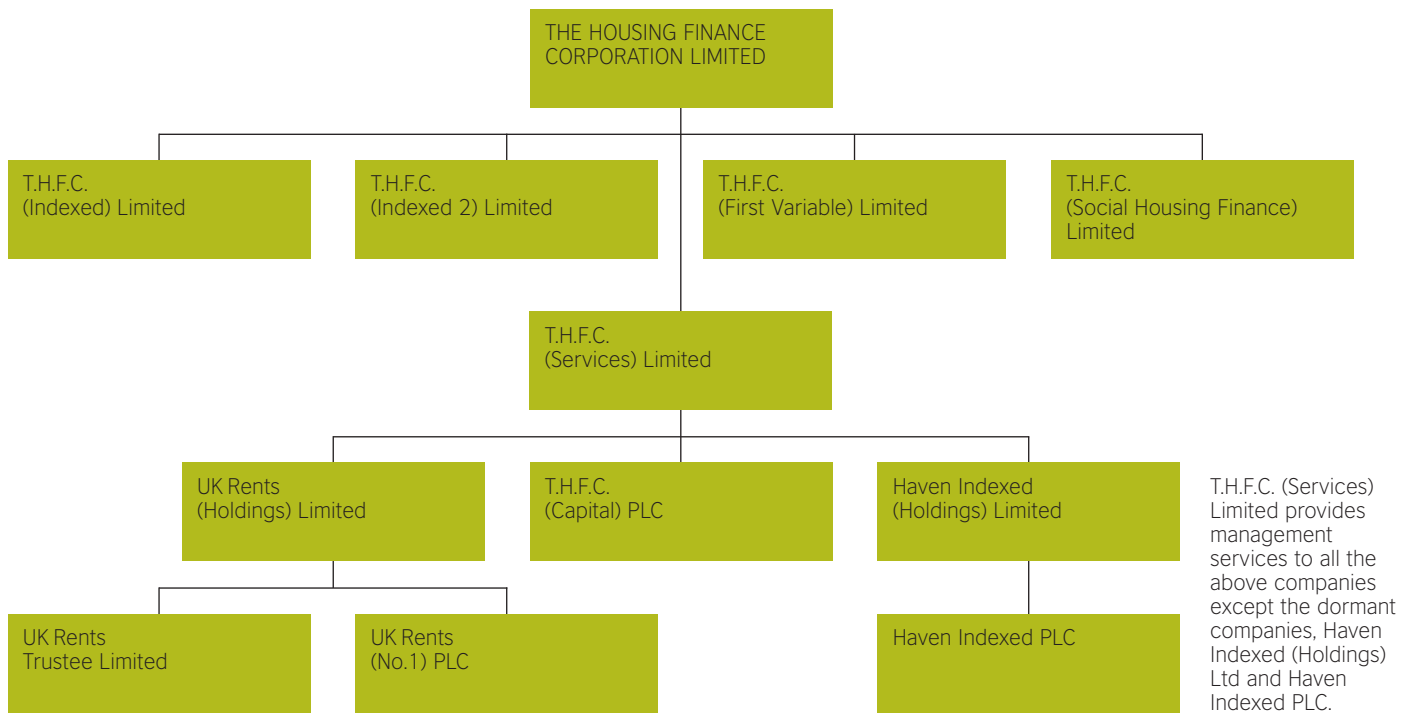 THE HOUSING FINANCE
CORPORATION LIMITED
T.H.F.C.
(Indexed) Limited
T.H.F.C.
(Indexed 2) Limited
T.H.F.C.
(First Variable) Limited
T.H.F.C.
(Social Housing Finance)
Limited
T.H.F.C.
(Services) Limited
UK Rents
(Holdings) Limited
T.H.F.C.
(Capital) PLC
Haven Indexed
(Holdings) Limited
UK Rents
Trustee Limited
UK Rents
(No.1) PLC
Haven Indexed PLC
T.H.F.C. (Services)
Limited provides
management
services to all the
above companies
except the dormant
companies, Haven
Indexed (Holdings)
Ltd and Haven
Indexed PLC.